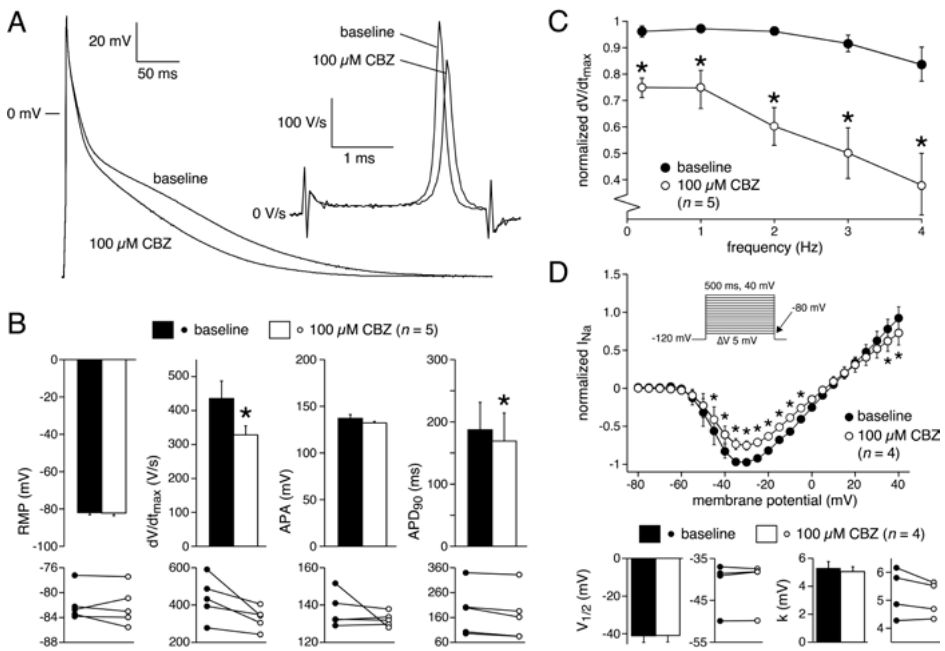 A
20 mV
50 ms
0 mV
baseline
100 µM CBZ
baseline
100 µM CBZ
100 V/s
1 ms
0 V/s
B
baseline
100 µM CBZ (n = 5)
RMP (mV)
0
-20
-40
-60
-80
-100
dV/dtmax (V/s)
500
400
300
200
100
0
*
APA (mV)
200
150
100
50
0
APD90 (ms)
300
200
100
0
*
-76
-80
-84
-88
600
400
200
160
140
120
360
260
160
60
C
normalized dV/dtmax
1
0.9
0.8
0.7
0.6
0.5
0.4
* * * * *
baseline
100 µM CBZ
(n = 5)
0 1 2 3 4
frequency (Hz)
D
500 ms, 40 mV
-80 mV
-120 mV
ΔV 5 mV
normalized INa
1
0.5
0
-0.5
-1
* * * * * * * * * * *
baseline
100 µM CBZ
(n = 4)
-80 -60 -40 -20 0 20 40
membrane potential (mV)
baseline
100 µM CBZ (n = 4)
V1/2 (mV)
0
-20
-40
-35
-45
-55
k (mV)
6
4
2
0
6
5
4